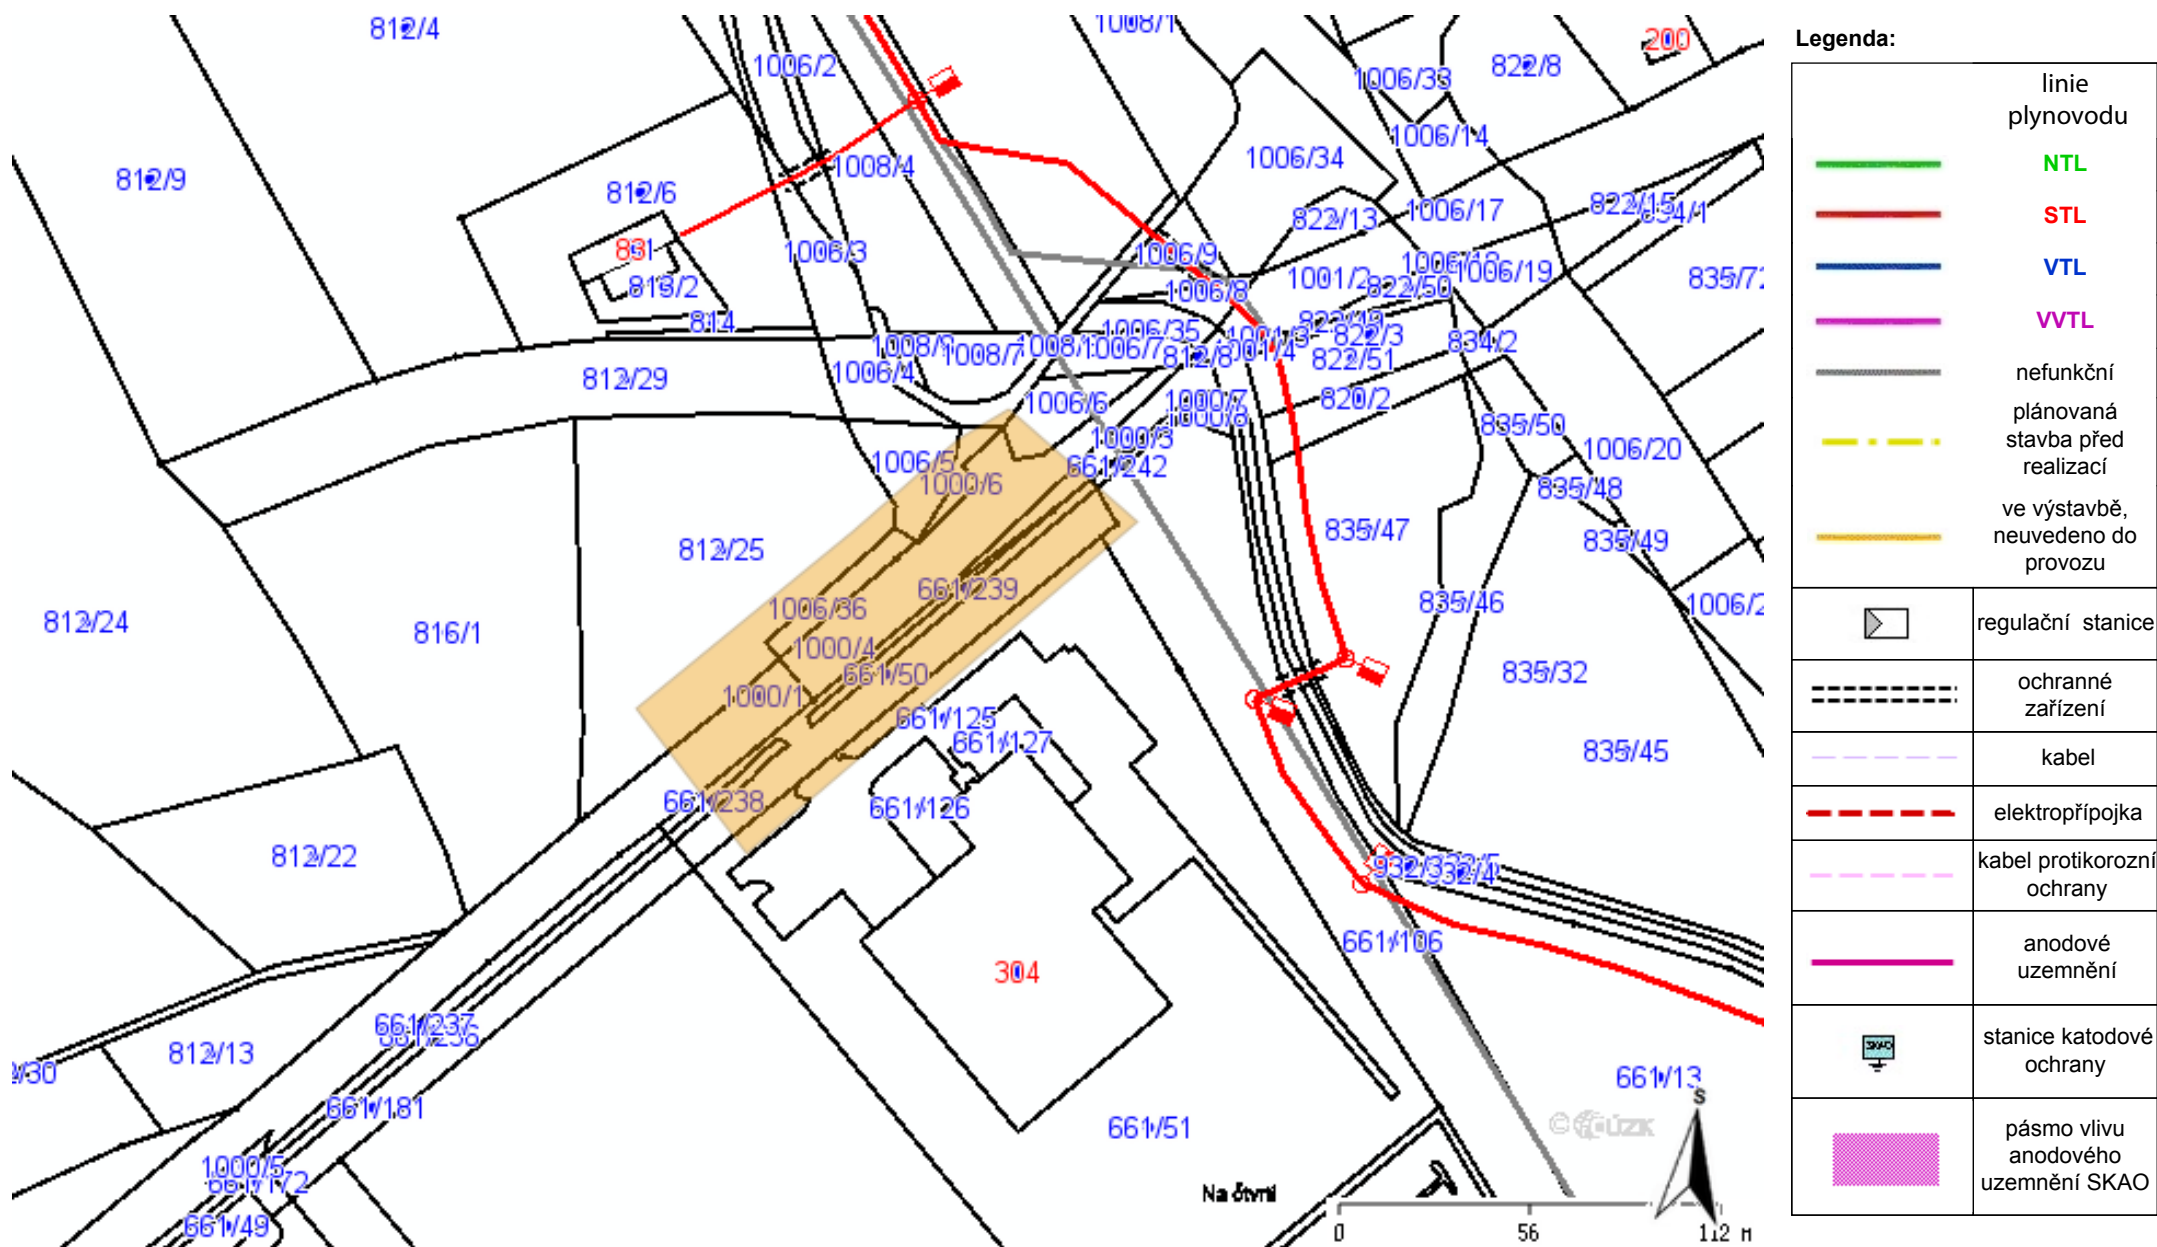 812/4
1006/2
1008/1
1006/33
822/8
200
812/9
812/6
1008/4
1006/34
1006/14
822/13
1006/17
822/15
83
813/2
814
1006/3
1006/9
1006/8
1001/2
822/50
1006/19
835/72
1006/35
822/3
822/51
834/2
1008/7
1006/7
812/8
1006/4
812/29
1006/6
1000/7
820/2
1000/3
661/242
835/50
1006/20
1006/5
1000/6
835/48
835/47
835/49
812/25
661/239
812/24
816/1
1006/36
835/46
1000/4
661/50
835/32
1000/1
661/125
661/127
835/45
661/238
661/126
812/22
932/3
932/4
661/106
304
661/237
661/236
812/13
661/181
661/13
661/51
1000/5
661/172
661/49
Na čtvrti
S
0
56
112 M
Legenda:
linie
plynovodu
NTL
STL
VTL
VVTL
nefunkční
plánovaná
stavba před
realizací
ve výstavbě,
neuvedeno do
provozu
regulační stanice
ochranné
zařízení
kabel
elektropřípojka
kabel protikorozní
ochrany
anodové
uzemnění
SKAO
stanice katodové
ochrany
pásmo vlivu
anodového
uzemnění SKAO